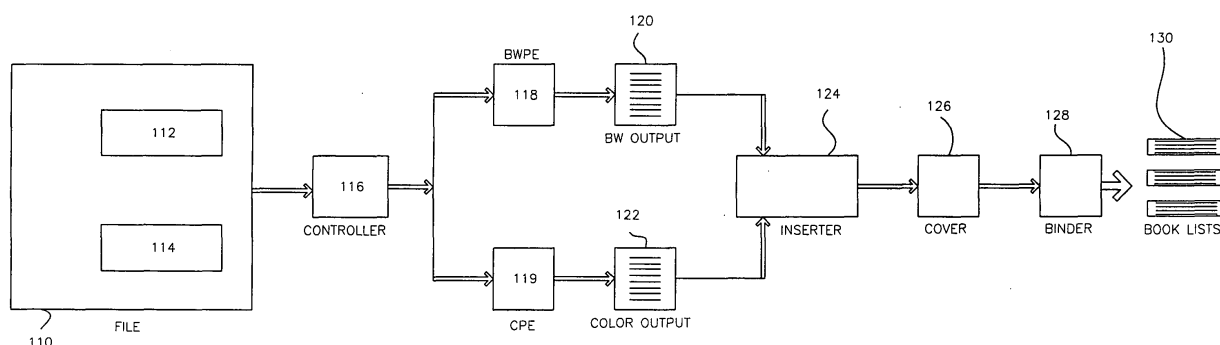 120
130
BWPE
118
BW OUTPUT
124
126
128
112
116
CONTROLLER
INSERTER
COVER
BINDER
BOOK LISTS
122
114
119
CPE
COLOR OUTPUT
FILE
110